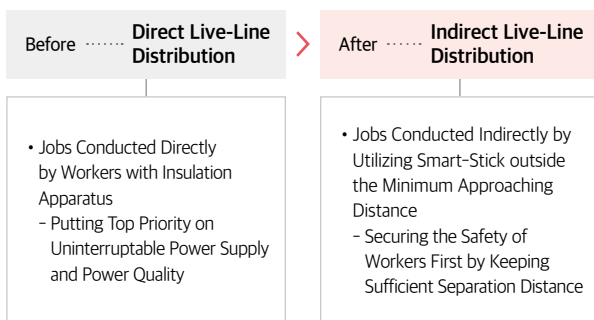 Before ······ Direct Live-Line
Distribution
After ······ Indirect Live-Line
Distribution
• Jobs Conducted Directly
by Workers with Insulation
Apparatus
- Putting Top Priority on
Uninterruptable Power Supply
and Power Quality
• Jobs Conducted Indirectly by
Utilizing Smart-Stick outside
the Minimum Approaching
Distance
- Securing the Safety of
Workers First by Keeping
Sufficient Separation Distance